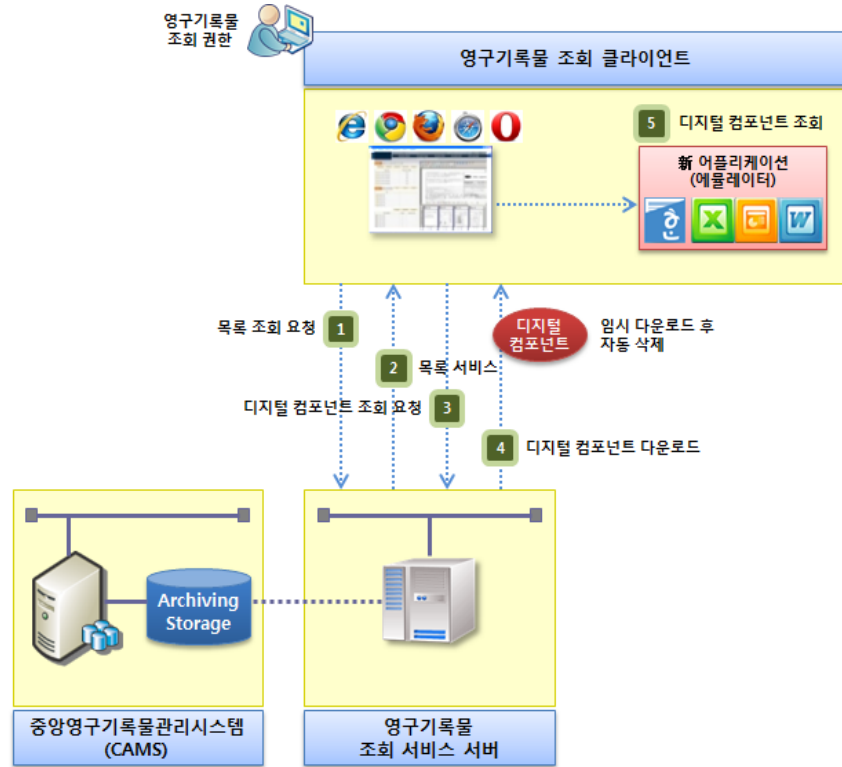 영구기록물
조회 권한
영구기록물 조회 클라이언트
5 디지털 컴포넌트 조회
新 어플리케이션
(에뮬레이터)
목록 조회 요청 1
디지털
컴포넌트
임시 다운로드 후
자동 삭제
2 목록 서비스
디지털 컴포넌트 조회 요청 3
4 디지털 컴포넌트 다운로드
Archiving
Storage
중앙영구기록물관리시스템
(CAMS)
영구기록물
조회 서비스 서버